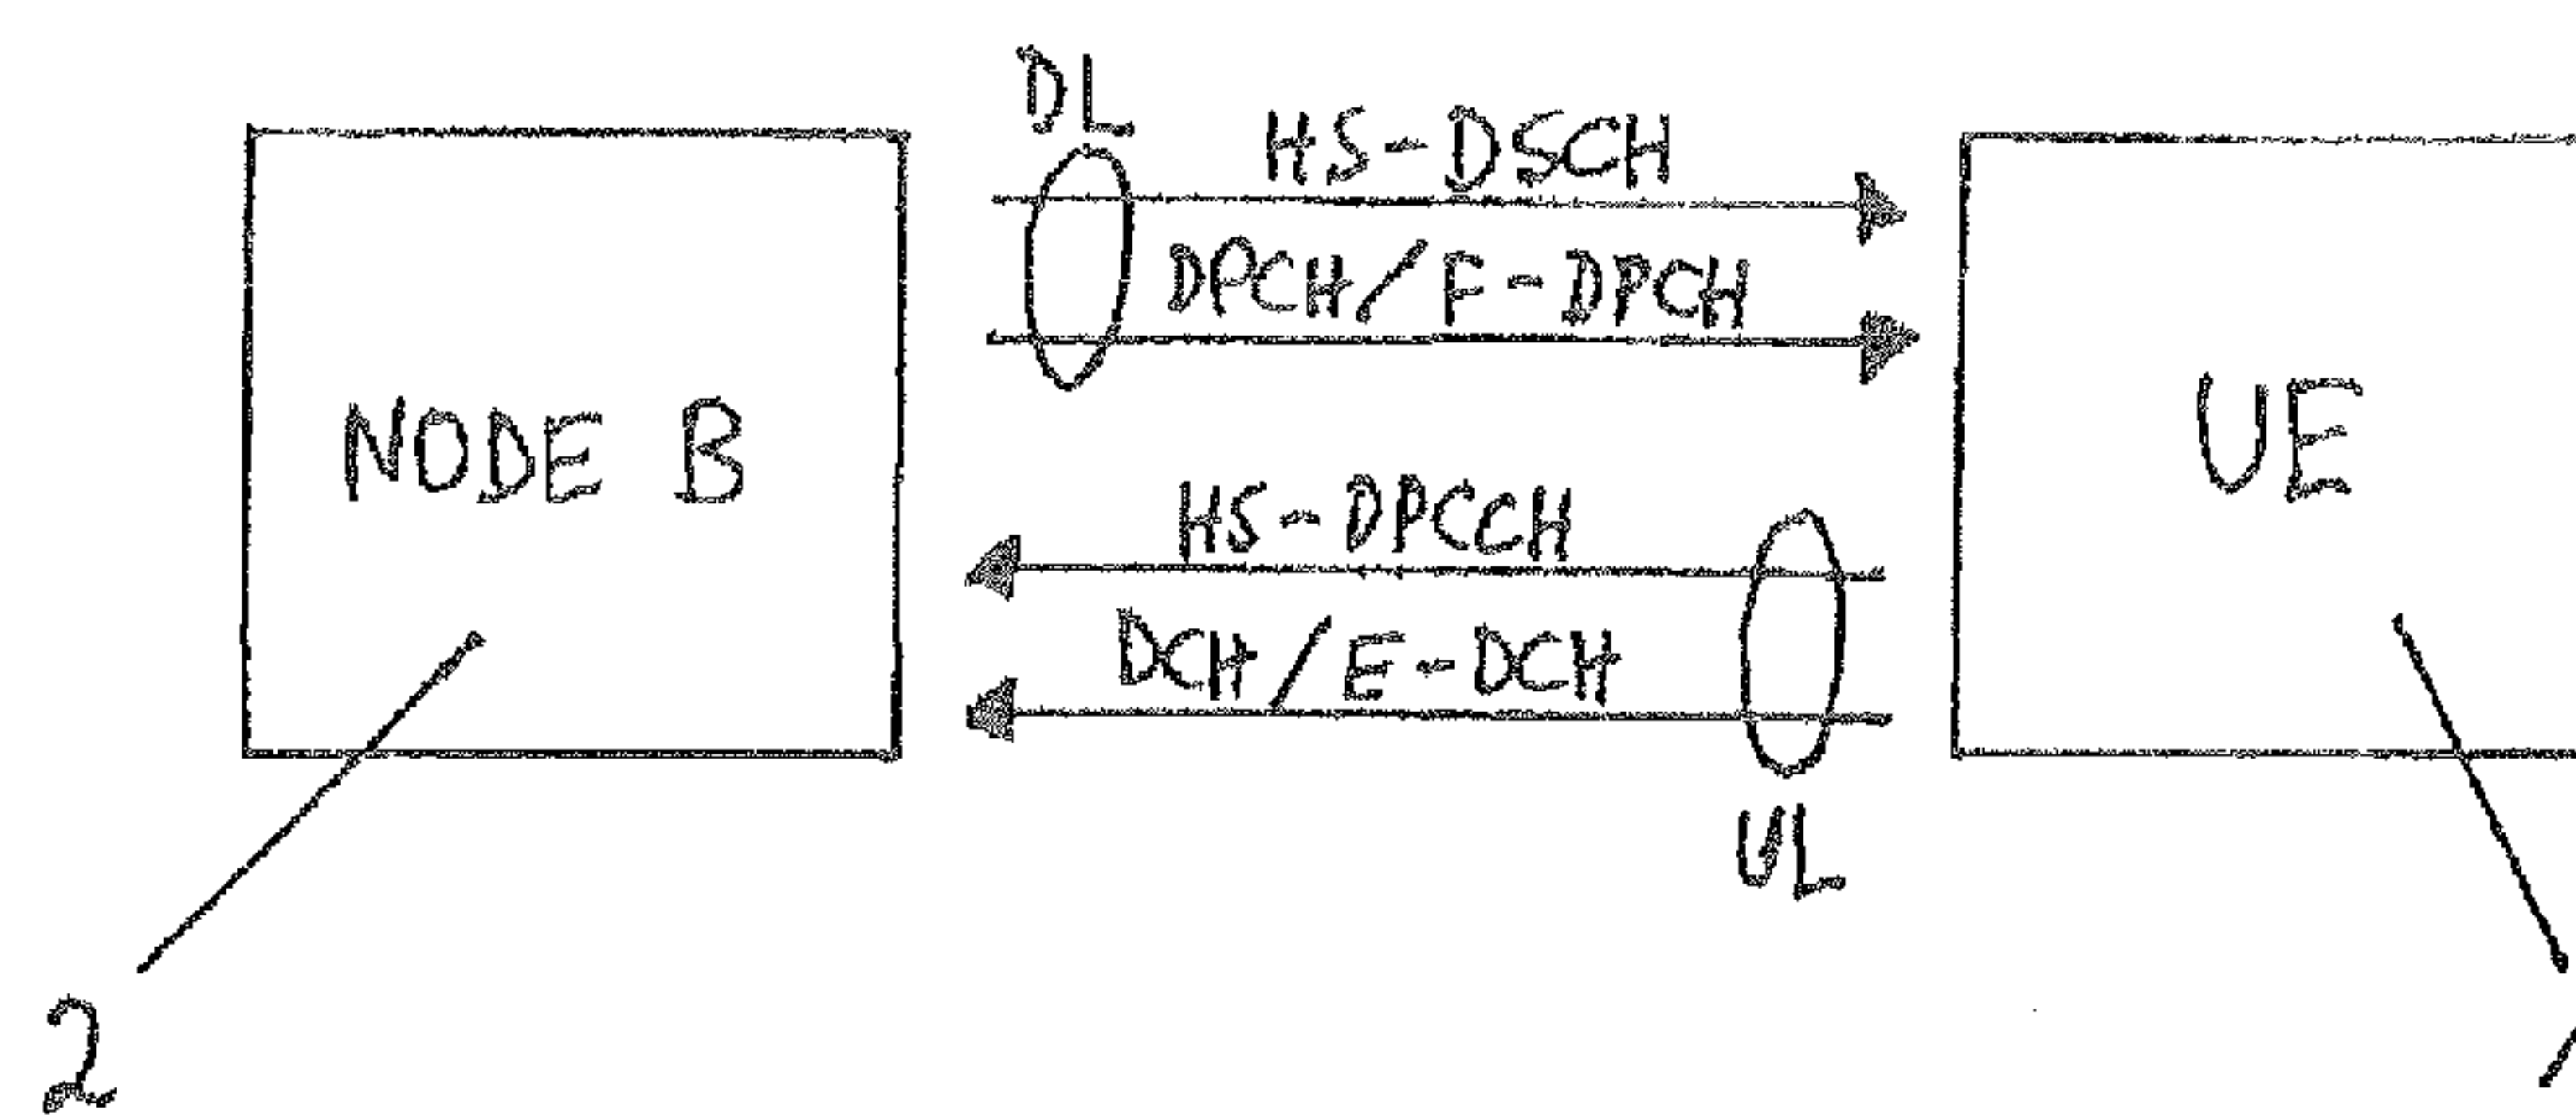 DL
HS-DSCH
DPCH/F-DPCH
NODE B
UE
HS-DPCCH
DCH/E-DCH
UL
2